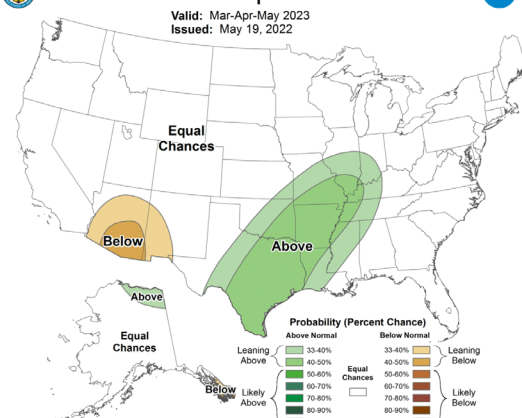 Valid: Mar-Apr-May 2023
Issued: May 19, 2022
Equal
Chances
Below
Above
Above
Equal
Chances
Below
Probability (Percent Chance)
Above Normal
Below Normal
Leaning
Above
33-40%
40-50%
50-60%
60-70%
70-80%
80-90%
Likely
Above
Equal
Chances
33-40%
40-50%
50-60%
60-70%
70-80%
80-90%
Leaning
Below
Likely
Below